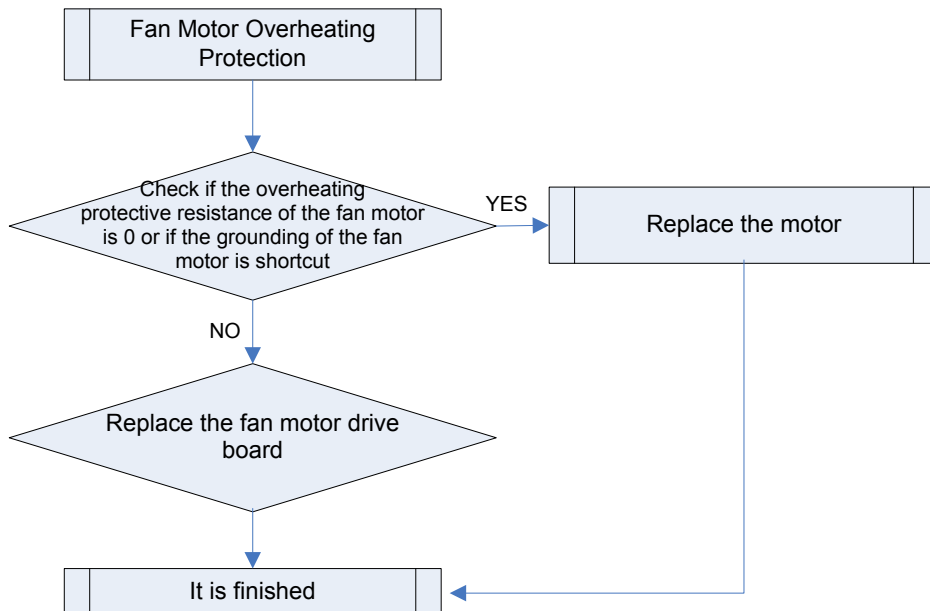 Fan Motor Overheating
Protection
Check if the overheating
protective resistance of the fan motor
is 0 or if the grounding of the fan
motor is shortcut
YES
Replace the motor
NO
Replace the fan motor drive
board
It is finished